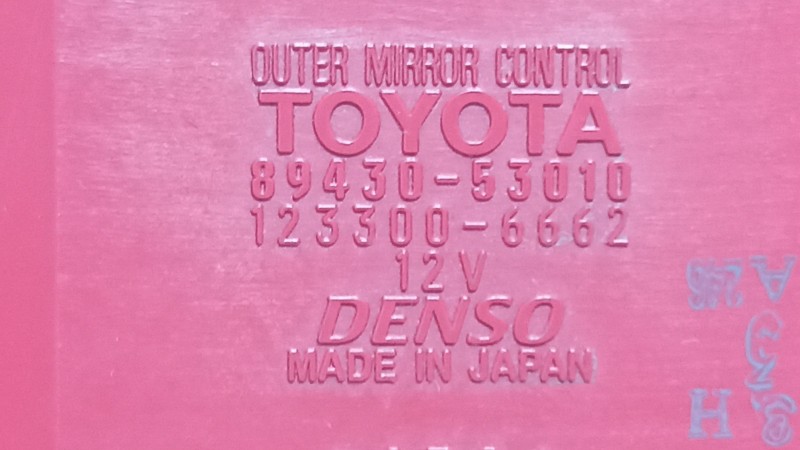 OUTER MIRROR CONTROL
TOYOTA
89430-53010
123300-6662
12V
DENSO
MADE IN JAPAN
H